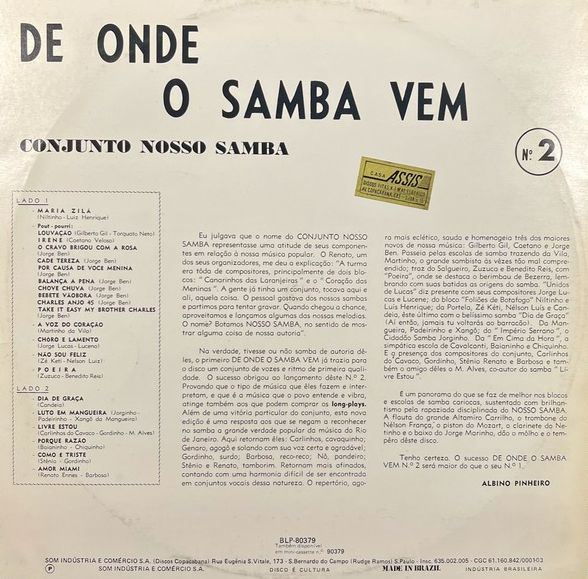 DE ONDE
O SAMBA VEM
CONJUNTO NOSSO SAMBA
Nº 2
CASA ASSIS
LADO 1
MARIA ZILÁ
(Niltinho - Luiz Henrique)
Pout - pourri:
LOUVAÇÃO (Gilberto Gil - Torquato Neto)
IRENE (Caetano Veloso)
O CRAVO BRIGOU COM A ROSA
(Jorge Ben)
CADE TEREZA (Jorge Ben)
POR CAUSA DE VOCE MENINA
(Jorge Ben)
BALANÇA A PENA (Jorge Ben)
CHOVE CHUVA (Jorge Ben)
BEBETE VÃOBORA (Jorge Ben)
CHARLES ANJO 45 (Jorge Ben)
TAKE IT EASY MY BROTHER CHARLES
(Jorge Ben)
A VOZ DO CORAÇÃO
(Martinho da Vila)
CHORO E LAMENTO
(Jorge Lucas - Lucena)
NÃO SOU FELIZ
(Zé Keti - Nelson Luiz)
POEIRA
(Zuzuca - Benedito Reis)
LADO 2
DIA DE GRAÇA
(Candeia)
LUTO EM MANGUEIRA (Jorginho -
Padeirinho - Xangô da Mangueira)
LIVRE ESTOU
(Carlinhos do Cavaco - Gordinho - M. Alves)
PORQUE RAZÃO
(Baianinho - Chiquinho)
COMO E TRISTE
(Stênio - Gordinho)
AMOR MIAMI
(Renato Ennes - Barbosa)
Eu julgava que o nome do CONJUNTO NOSSO
SAMBA representasse uma atitude de seus componen-
tes em relação à nossa música popular. O Renato, um
dos seus organizadores, me deu a explicação: "A turma
era tôda de compositores, principalmente de dois blo-
cos: "Canarinhos das Laranjeiras" e o "Coração das
Meninas". A gente já tinha um conjunto, tocava aqui e
ali, aquela coisa. O pessoal gostava dos nossos sambas
e partimos para tentar gravar. Quando chegou a chance,
aproveitamos e lançamos algumas das nossas melodias.
O nome? Botamos NOSSO SAMBA, no sentido de mos-
trar alguma coisa de nossa autoria".
Na verdade, tivesse ou não samba de autoria dê-
les, o primeiro DE ONDE O SAMBA VEM já trazia para
o disco um conjunto de vozes e ritmo de primeira quali-
dade. O sucesso obrigou ao lançamento dêste N.º 2.
Provando que o tipo de música que êles fazem e inter-
pretam, e que é a música que o povo entende e vibra,
atinge também aos que podem comprar os long-plays.
Além de uma vitória particular do conjunto, esta nova
edição é uma resposta aos que se negam a reconhecer
no samba a grande verdade popular da música do Rio
de Janeiro. Aqui retornam êles: Carlinhos, cavaquinho;
Genaro, agogô e solando com sua voz certa e agradável;
Gordinho, surdo; Barbosa, reco-reco; Nô, pandeiro;
Stênio e Renato, tamborim. Retornam mais afinados,
contando com uma harmonia difícil de ser encontrada
em conjuntos vocais dessa natureza. O repertório, ago-
ra mais eclético, sauda e homenageia três dos maiores
novos de nossa música: Gilberto Gil, Caetano e Jorge
Ben. Passeia pelas escolas de samba trazendo da Vila,
Martinho, o grande sambista às vêzes tão mal compre-
endido; traz do Salgueiro, Zuzuca e Benedito Reis, com
"Poeira", onde se destaca o berimbau de Bezerra, lem-
brando com suas batidas as origens do samba. "Unidos
de Lucas" diz presente com seus compositores Jorge Lu-
cas e Lucena; do bloco "Foliões de Botafogo" Niltinho e
Luis Henrique; da Portela, Zé Kéti, Nélson Luis e Can-
deia, êste último com o belíssimo samba "Dia de Graça"
(Aí então, jamais tu voltarás ao barracão). Da Man-
gueira, Padeirinho e Xangô; do "Império Serrano", o
Cidadão Samba Jorginho. Da "Em Cima da Hora", a
simpática escola de Cavalcanti, Baiano e Chiquinho.
E a presença dos compositores do conjunto, Carlinhos
do Cavaco, Gordinho, Stênio Renato e Barbosa e tam-
bém o amigo dêles o M. Alves, co-autor do samba "Li-
vre Estou".
É um panorama do que se faz de melhor nos blocos
e escolas de samba cariocas, sustentado com brilhan-
tismo pela rapaziada disciplinada do NOSSO SAMBA.
A flauta do grande Altamiro Carrilho, o trombone do
Nélson França, o piston do Mozart, a clarinete do Ne-
tinho e o baixo do Jorge Marinho, dão o môlho e o tem-
pêro dêste disco.
Tenho certeza. O sucesso DE ONDE O SAMBA
VEM N.º 2 será maior do que o seu N.º 1.
ALBINO PINHEIRO
BLP-80379
Também disponível
em mini-cassette n.º 90379
SOM INDÚSTRIA E COMÉRCIO S.A. (Discos Copacabana) Rua Eugênia S. Vitale, 173 - S.Bernardo do Campo (Rudge Ramos) S.Paulo - Insc. 635.002.005 - CGC 61.160.842/000103
P SOM INDÚSTRIA E COMÉRCIO S.A. DISCO É CULTURA MADE IN BRAZIL INDÚSTRIA BRASILEIRA